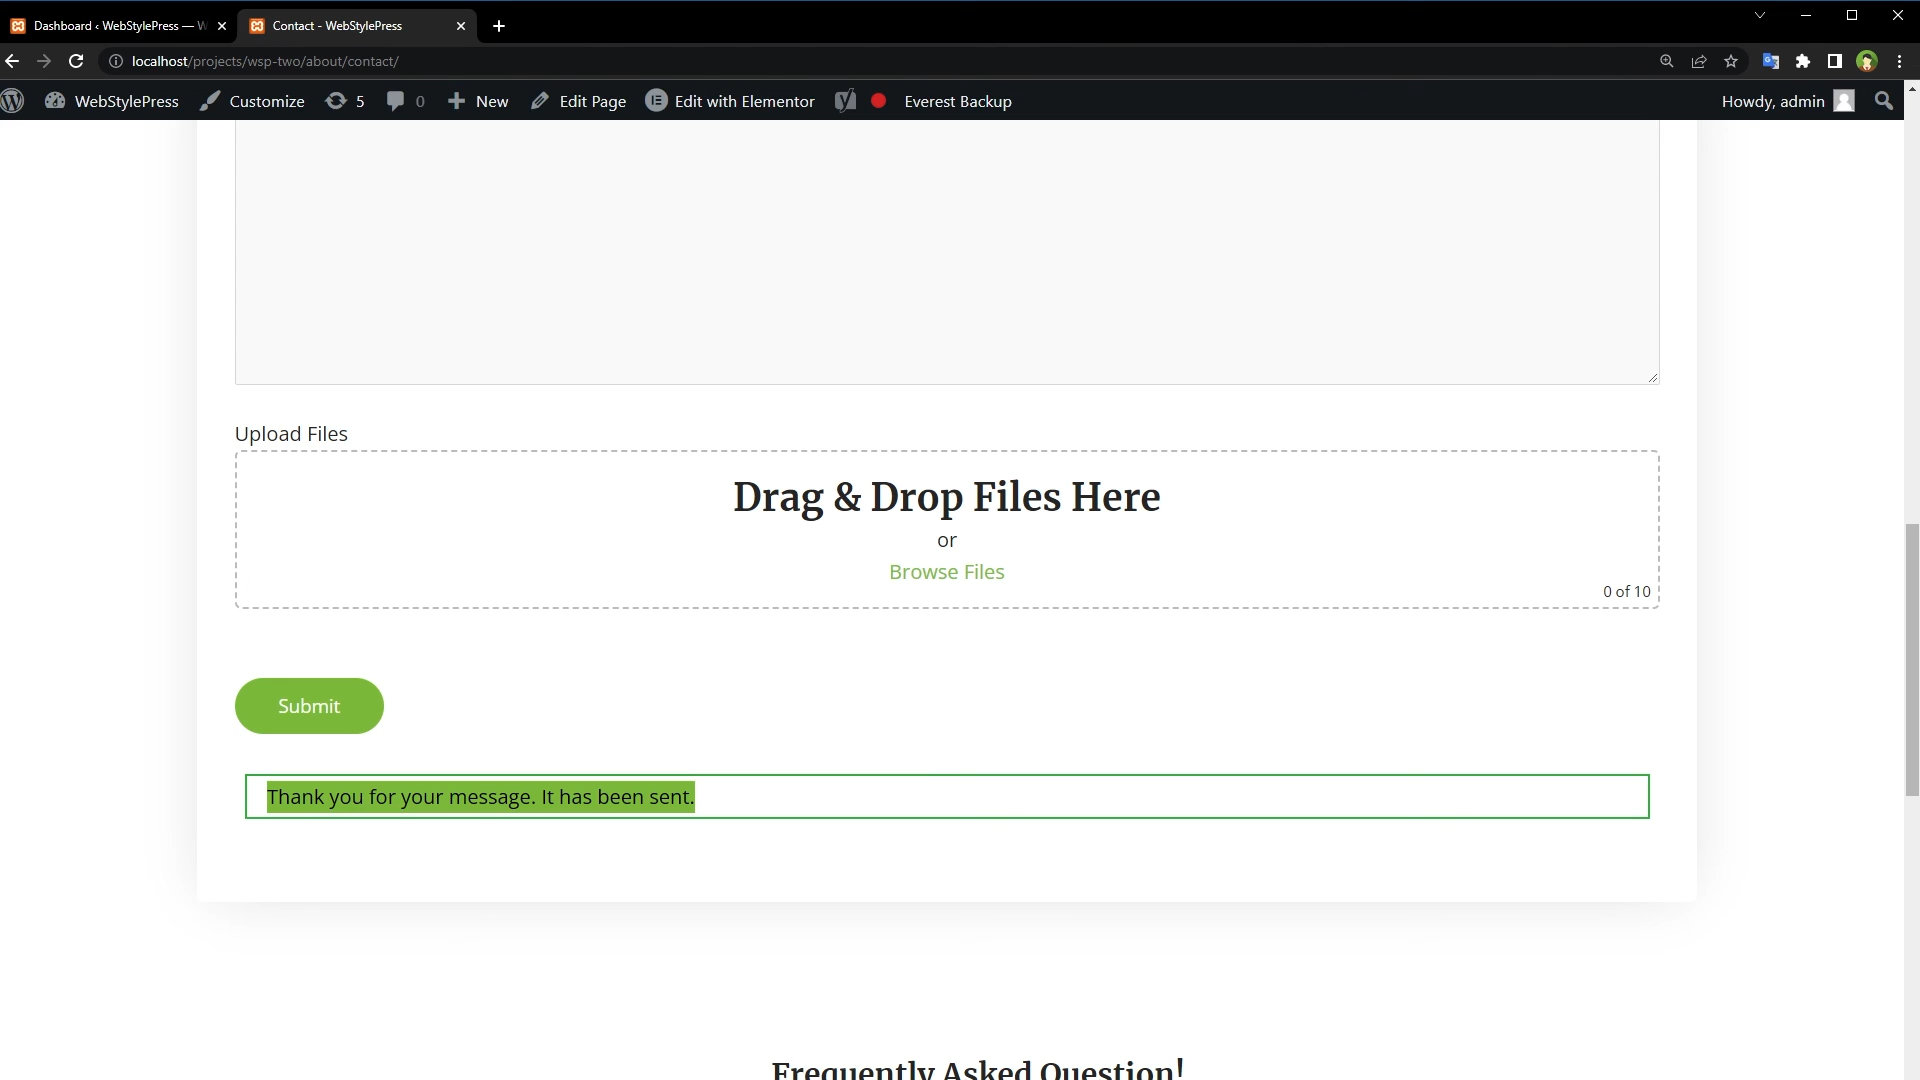 Dashboard ‹ WebStylePress — W
Contact - WebStylePress
localhost/projects/wsp-two/about/contact/
WebStylePress
Customize
5
0
New
Edit Page
Edit with Elementor
Everest Backup
Howdy, admin
Upload Files
Drag & Drop Files Here
or
Browse Files
0 of 10
Submit
Thank you for your message. It has been sent.
Frequently Asked Question!